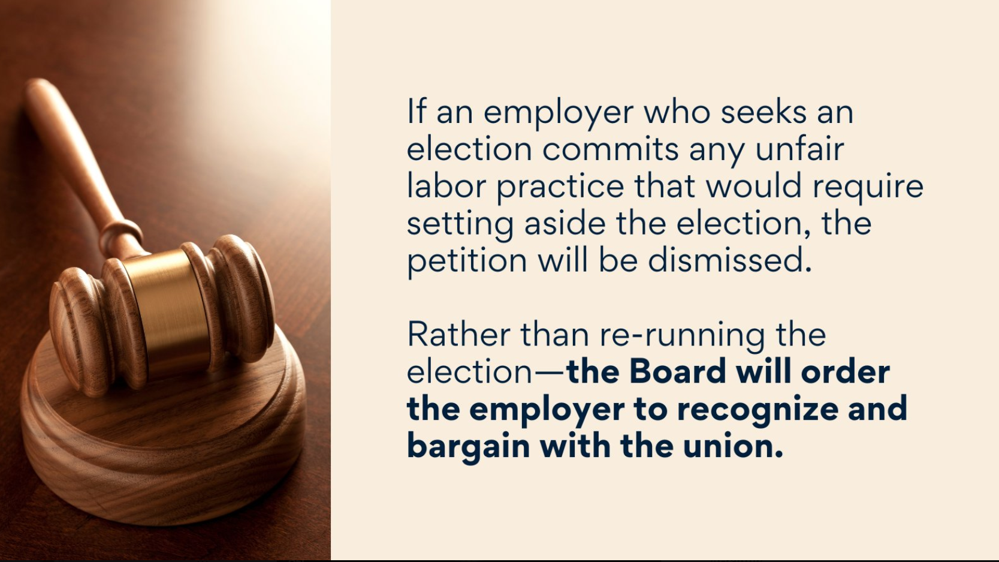 If an employer who seeks an
election commits any unfair
labor practice that would require
setting aside the election, the
petition will be dismissed.
Rather than re-running the
election—the Board will order
the employer to recognize and
bargain with the union.